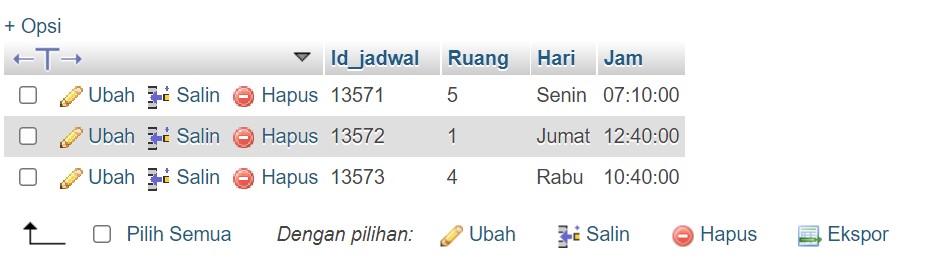 + Opsi
←T→ Id_jadwal Ruang Hari Jam
Ubah Salin Hapus 13571 5 Senin 07:10:00
Ubah Salin Hapus 13572 1 Jumat 12:40:00
Ubah Salin Hapus 13573 4 Rabu 10:40:00
Pilih Semua Dengan pilihan: Ubah Salin Hapus Ekspor